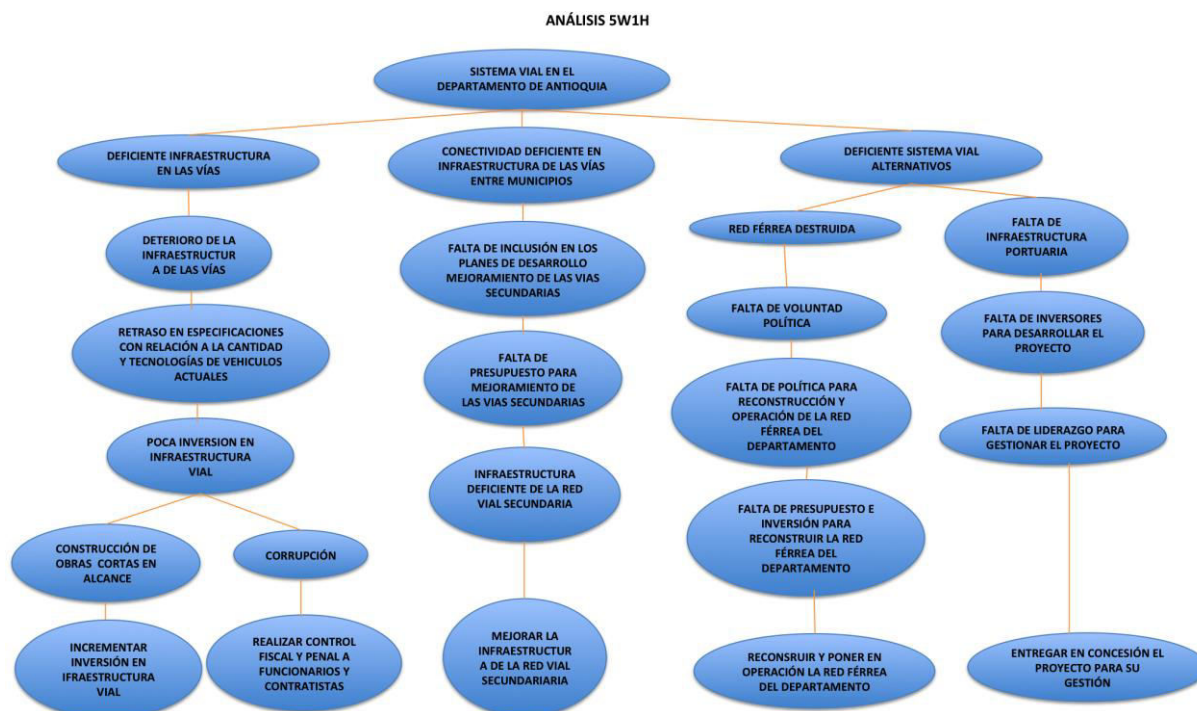 ANÁLISIS 5W1H
SISTEMA VIAL EN EL
DEPARTAMENTO DE ANTIOQUIA
DEFICIENTE INFRAESTRUCTURA
EN LAS VÍAS
CONECTIVIDAD DEFICIENTE EN
INFRAESTRUCTURA DE LAS VÍAS
ENTRE MUNICIPIOS
DEFICIENTE SISTEMA VIAL
ALTERNATIVOS
DETERIORO DE LA
INFRAESTRUCTUR
A DE LAS VÍAS
RETRASO EN ESPECIFICACIONES
CON RELACIÓN A LA CANTIDAD
Y TECNOLOGÍAS DE VEHICULOS
ACTUALES
POCA INVERSION EN
INFRAESTRUCTURA
VIAL
CONSTRUCCIÓN DE
OBRAS CORTAS EN
ALCANCE
INCREMENTAR
INVERSIÓN EN
IFRAESTRUCTURA
VIAL
CORRUPCIÓN
REALIZAR CONTROL
FISCAL Y PENAL A
FUNCIONARIOS Y
CONTRATISTAS
FALTA DE INCLUSIÓN EN LOS
PLANES DE DESARROLLO
MEJORAMIENTO DE LAS VIAS
SECUNDARIAS
FALTA DE
PRESUPUESTO PARA
MEJORAMIENTO DE
LAS VIAS SECUNDARIAS
INFRAESTRUCTURA
DEFICIENTE DE LA RED
VIAL SECUNDARIA
MEJORAR LA
INFRAESTRUCTUR
A DE LA RED VIAL
SECUNDARIARIA
RED FÉRREA DESTRUIDA
FALTA DE VOLUNTAD
POLÍTICA
FALTA DE POLÍTICA PARA
RECONSTRUCCIÓN Y
OPERACIÓN DE LA RED
FÉRREA DEL
DEPARTAMENTO
FALTA DE PRESUPUESTO E
INVERSIÓN PARA
RECONSTRUIR LA RED
FÉRREA DEL
DEPARTAMENTO
RECONSRUIR Y PONER EN
OPERACIÓN LA RED FÉRREA
DEL DEPARTAMENTO
FALTA DE
INFRAESTRUCTURA
PORTUARIA
FALTA DE INVERSORES
PARA DESARROLLAR EL
PROYECTO
FALTA DE LIDERAZGO PARA
GESTIONAR EL PROYECTO
ENTREGAR EN CONCESIÓN EL
PROYECTO PARA SU
GESTIÓN